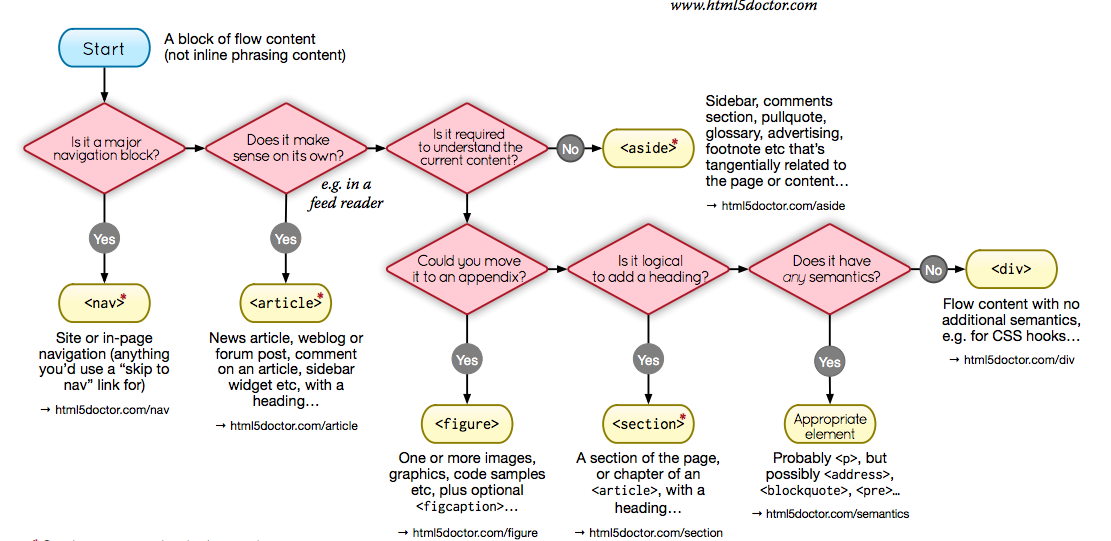 www.html5doctor.com
Start
A block of flow content
(not inline phrasing content)
Is it a major
navigation block?
Does it make
sense on its own?
e.g. in a
feed reader
Is it required
to understand the
current content?
No
<aside>*
Sidebar, comments
section, pullquote,
glossary, advertising,
footnote etc that's
tangentially related to
the page or content…
→ html5doctor.com/aside
Yes
<nav>*
Site or in-page
navigation (anything
you'd use a “skip to
nav” link for)
→ html5doctor.com/nav
Yes
<article>*
News article, weblog or
forum post, comment
on an article, sidebar
widget etc, with a
heading…
→ html5doctor.com/article
Could you move
it to an appendix?
Is it logical
to add a heading?
Does it have
any semantics?
No
<div>
Flow content with no
additional semantics,
e.g. for CSS hooks…
→ html5doctor.com/div
Yes
<figure>
One or more images,
graphics, code samples
etc, plus optional
<figcaption>…
→ html5doctor.com/figure
Yes
<section>*
A section of the page,
or chapter of an
<article>, with a
heading…
→ html5doctor.com/section
Yes
Appropriate
element
Probably <p>, but
possibly <address>,
<blockquote>, <pre>…
→ html5doctor.com/semantics